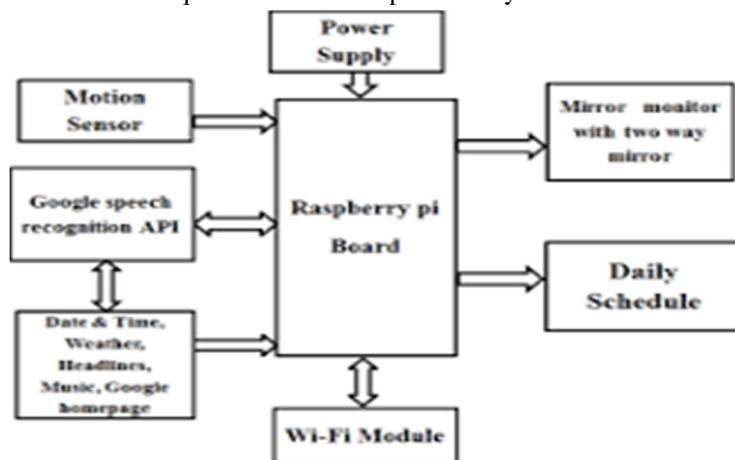 Power
Supply
Motion
Sensor
Mirror monitor
with two way
mirror
Google speech
recognition API
Raspberry pi
Board
Daily
Schedule
Date & Time,
Weather,
Headlines,
Music, Google
homepage
Wi-Fi Module